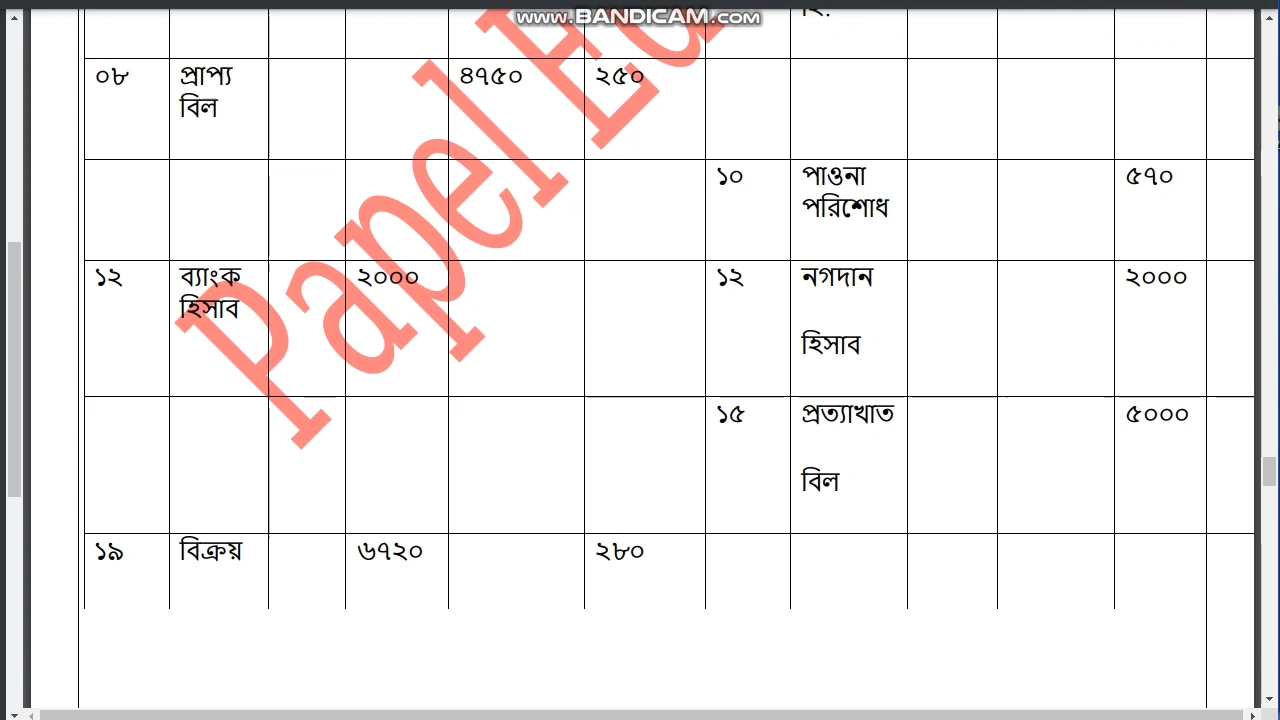 www.BANDICAM.com
হি.
০৮ প্রাপ্য ৪৭৫০ ২৫০
বিল
১০ পাওনা ৫৭০
পরিশোধ
১২ ব্যাংক ২০০০ ১২ নগদান ২০০০
হিসাব
হিসাব
১৫ প্রত্যাখাত ৫০০০
বিল
১৯ বিক্রয় ৬৭২০ ২৮০
Papel